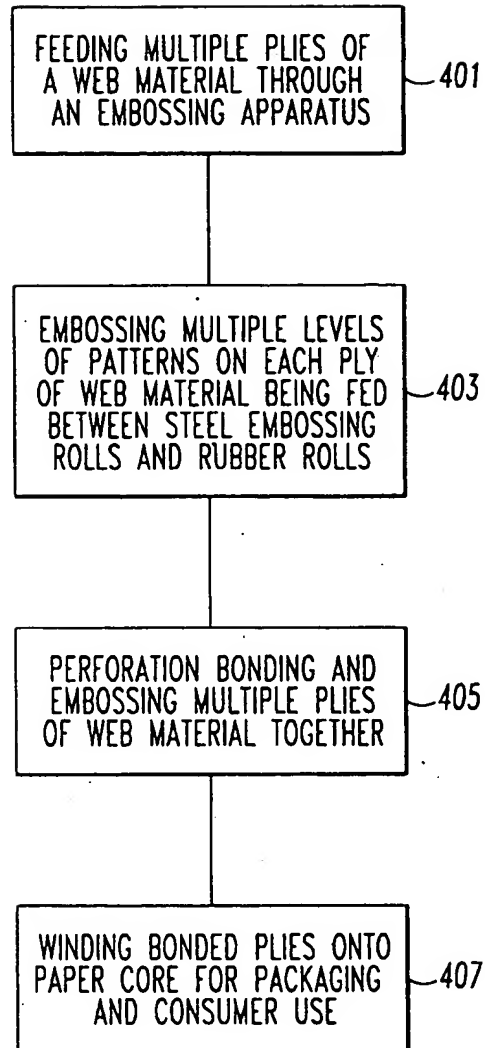 FEEDING MULTIPLE PLIES OF
A WEB MATERIAL THROUGH
AN EMBOSSING APPARATUS
401
EMBOSSING MULTIPLE LEVELS
OF PATTERNS ON EACH PLY
OF WEB MATERIAL BEING FED
BETWEEN STEEL EMBOSSING
ROLLS AND RUBBER ROLLS
403
PERFORATION BONDING AND
EMBOSSING MULTIPLE PLIES
OF WEB MATERIAL TOGETHER
405
WINDING BONDED PLIES ONTO
PAPER CORE FOR PACKAGING
AND CONSUMER USE
407